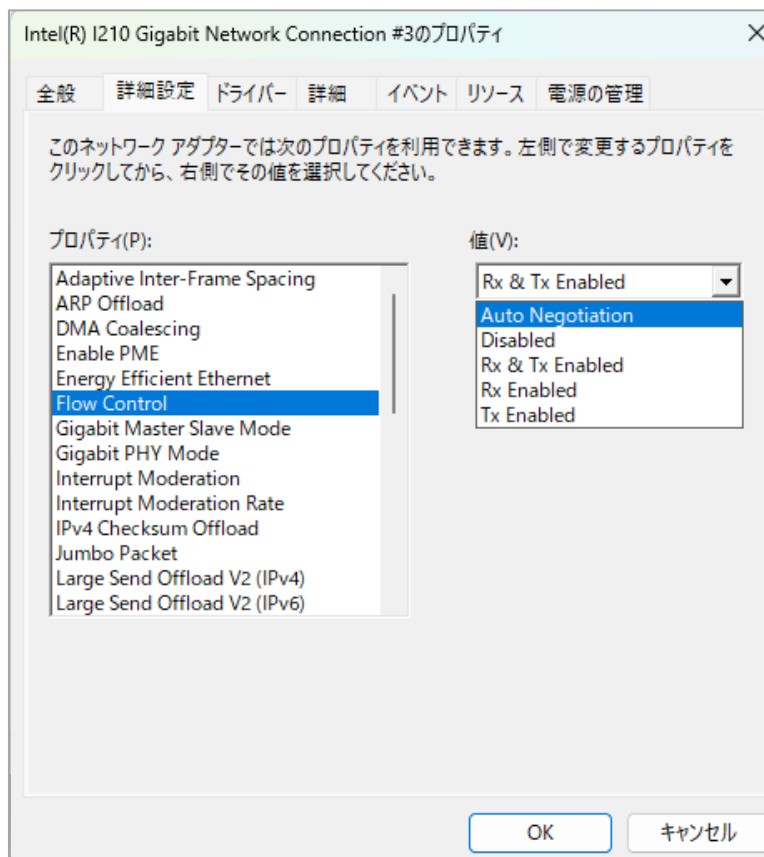 Intel(R) I210 Gigabit Network Connection #3のプロパティ
全般 詳細設定 ドライバー 詳細 イベント リソース 電源の管理
このネットワーク アダプターでは次のプロパティを利用できます。左側で変更するプロパティを
クリックしてから、右側でその値を選択してください。
プロパティ(P):
Adaptive Inter-Frame Spacing
ARP Offload
DMA Coalescing
Enable PME
Energy Efficient Ethernet
Flow Control
Gigabit Master Slave Mode
Gigabit PHY Mode
Interrupt Moderation
Interrupt Moderation Rate
IPv4 Checksum Offload
Jumbo Packet
Large Send Offload V2 (IPv4)
Large Send Offload V2 (IPv6)
値(V):
Rx & Tx Enabled
Auto Negotiation
Disabled
Rx & Tx Enabled
Rx Enabled
Tx Enabled
OK キャンセル